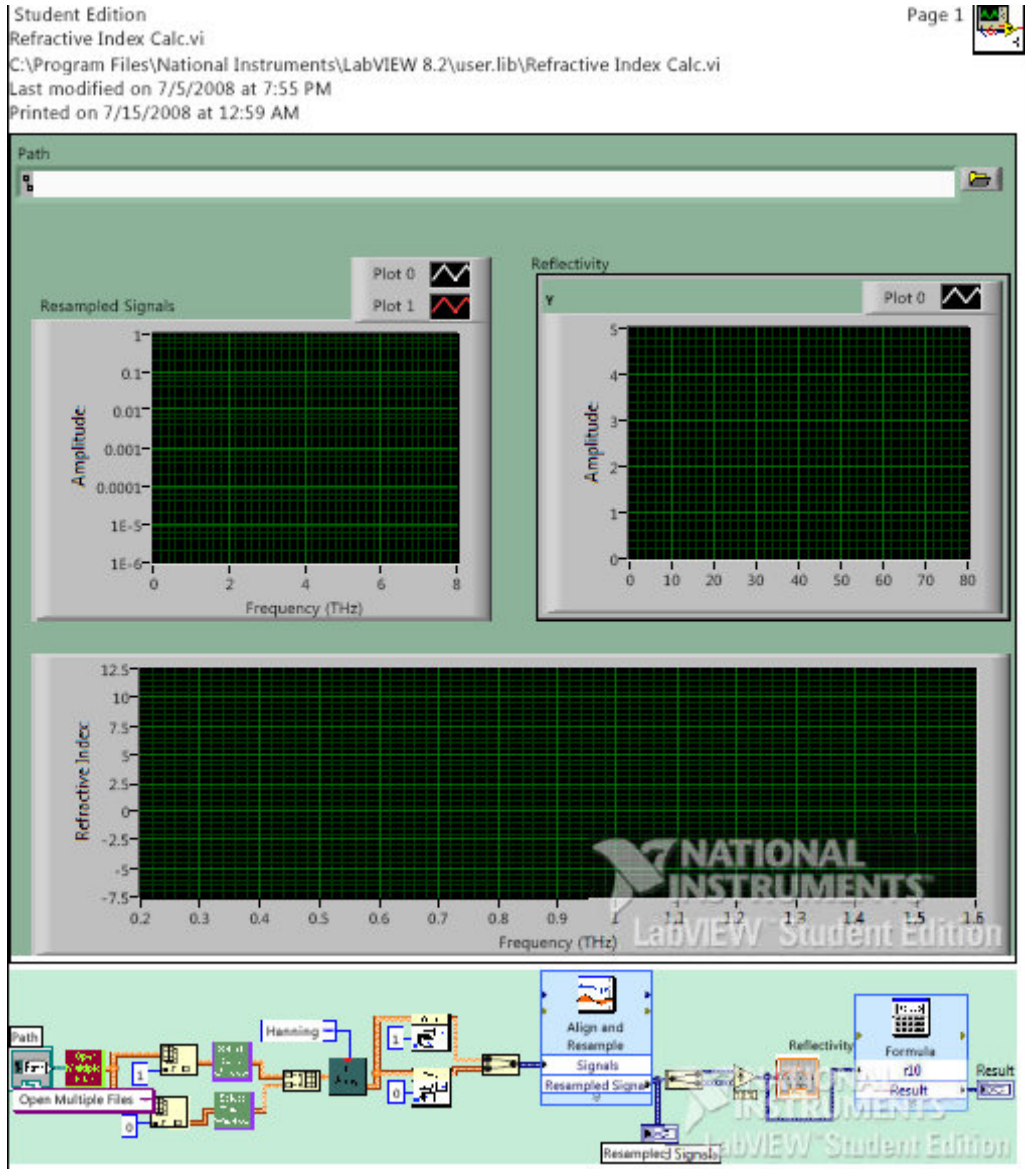 Student Edition
Page 1
Refractive Index Calc.vi
C:\Program Files\National Instruments\LabVIEW 8.2\user.lib\Refractive Index Calc.vi
Last modified on 7/5/2008 at 7:55 PM
Printed on 7/15/2008 at 12:59 AM
Path
Resampled Signals
Plot 0
Plot 1
Amplitude
1
0.1
0.01
0.001
0.0001
1E-5
1E-6
0 2 4 6 8
Frequency (THz)
Reflectivity
Y
Plot 0
Amplitude
5
4
3
2
1
0
0 10 20 30 40 50 60 70 80
Refractive Index
12.5
10
7.5
5
2.5
0
-2.5
-5
-7.5
0.2 0.3 0.4 0.5 0.6 0.7 0.8 0.9 1 1.1 1.2 1.3 1.4 1.5 1.6
Frequency (THz)
NATIONAL
INSTRUMENTS
LabVIEW Student Edition
Path
Open Multiple Files
1
0
Hanning
1
0
Align and
Resample
Signals
Resampled Signa
Resampled Signals
Reflectivity
Formula
r10
Result
Result
NATIONAL
INSTRUMENTS
LabVIEW Student Edition